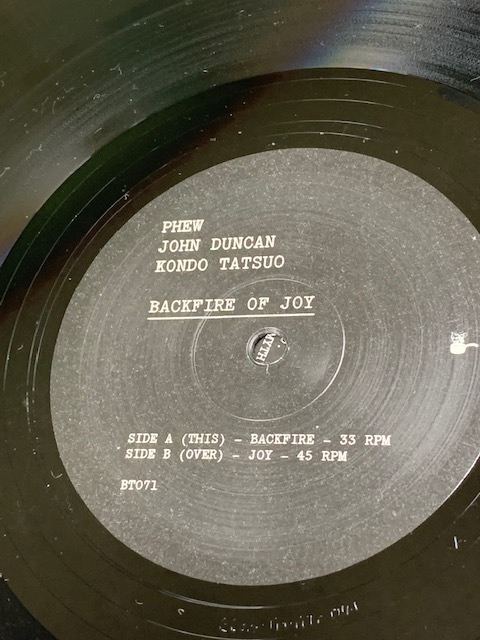 PHEW
JOHN DUNCAN
KONDO TATSUO
BACKFIRE OF JOY
MYTH
SIDE A (THIS) - BACKFIRE - 33 RPM
SIDE B (OVER) - JOY - 45 RPM
BT071